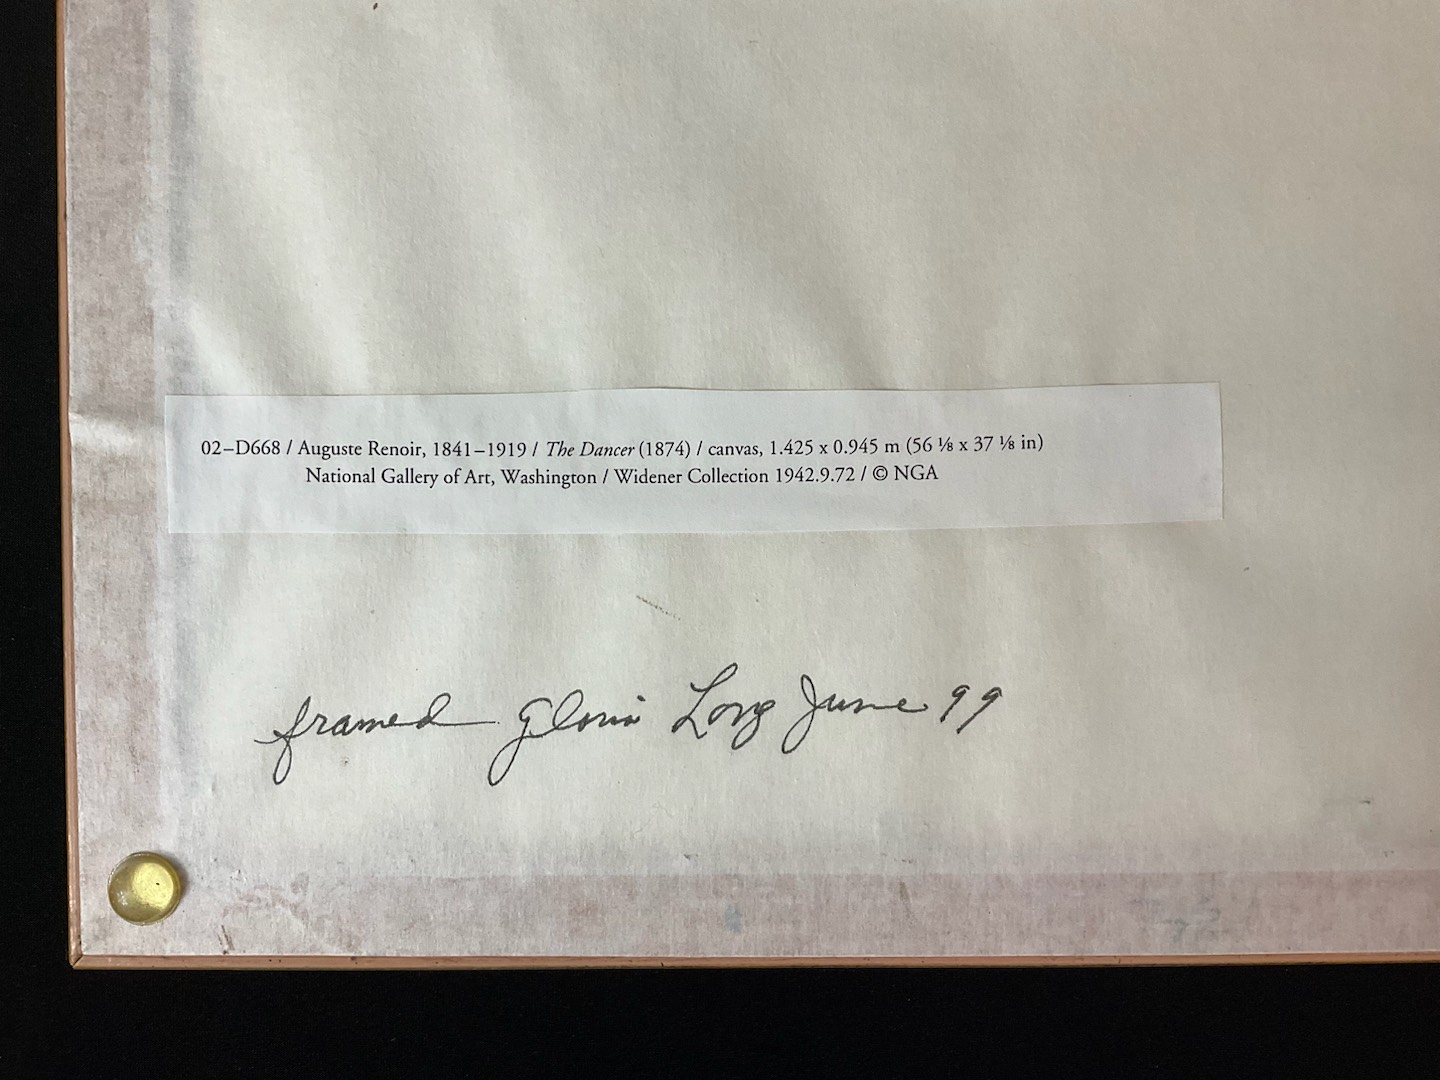 02–D668 / Auguste Renoir, 1841–1919 / The Dancer (1874) / canvas, 1.425 x 0.945 m (56 ⅛ x 37 ⅛ in)
National Gallery of Art, Washington / Widener Collection 1942.9.72 / © NGA
framed Gloria Long June 99